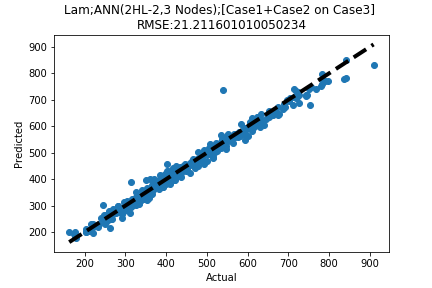 Lam;ANN(2HL-2,3 Nodes);[Case1+Case2 on Case3]
RMSE:21.211601010050234
900
800
700
600
500
400
300
200
Predicted
200 300 400 500 600 700 800 900
Actual